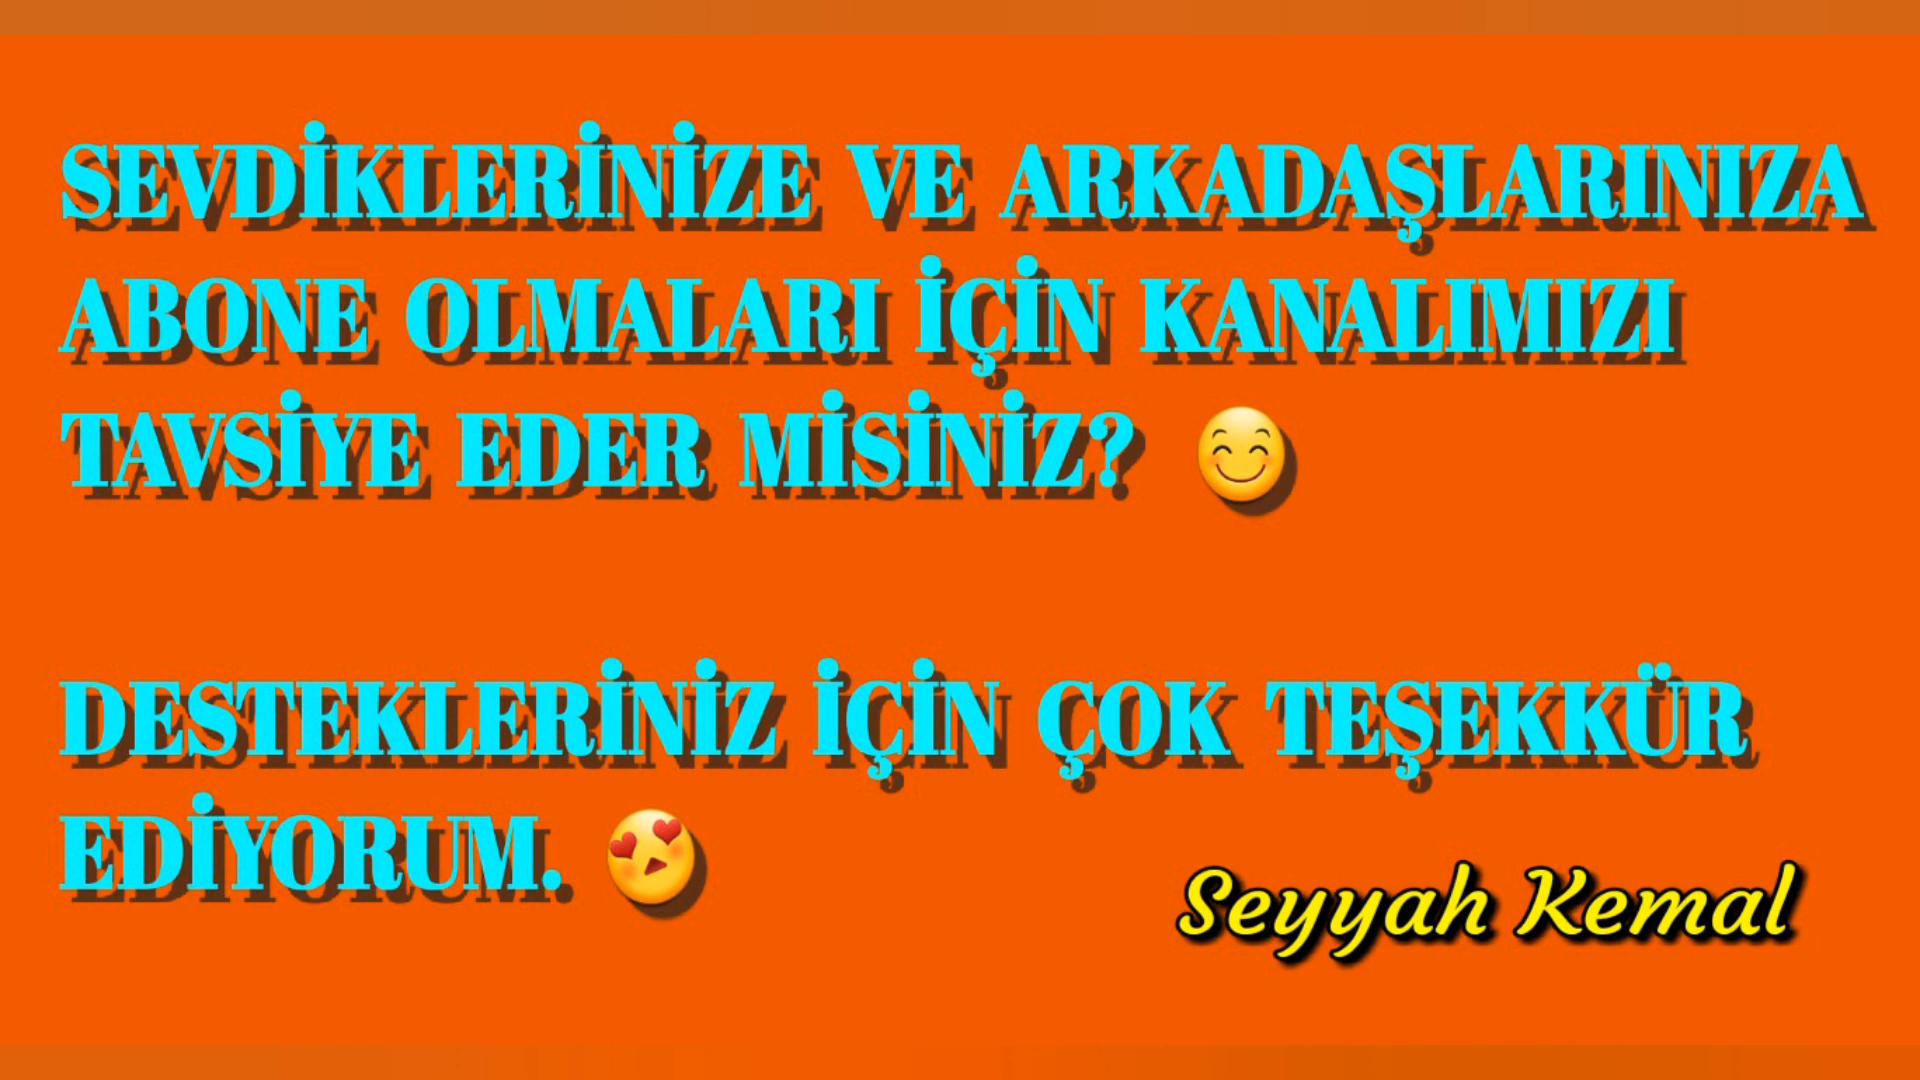 SEVDİKLERİNİZE VE ARKADAŞLARINIZA
ABONE OLMALARI İÇİN KANALIMIZI
TAVSİYE EDER MİSİNİZ? 😊
DESTEKLERİNİZ İÇİN ÇOK TEŞEKKÜR
EDİYORUM. 😍
Seyyah Kemal